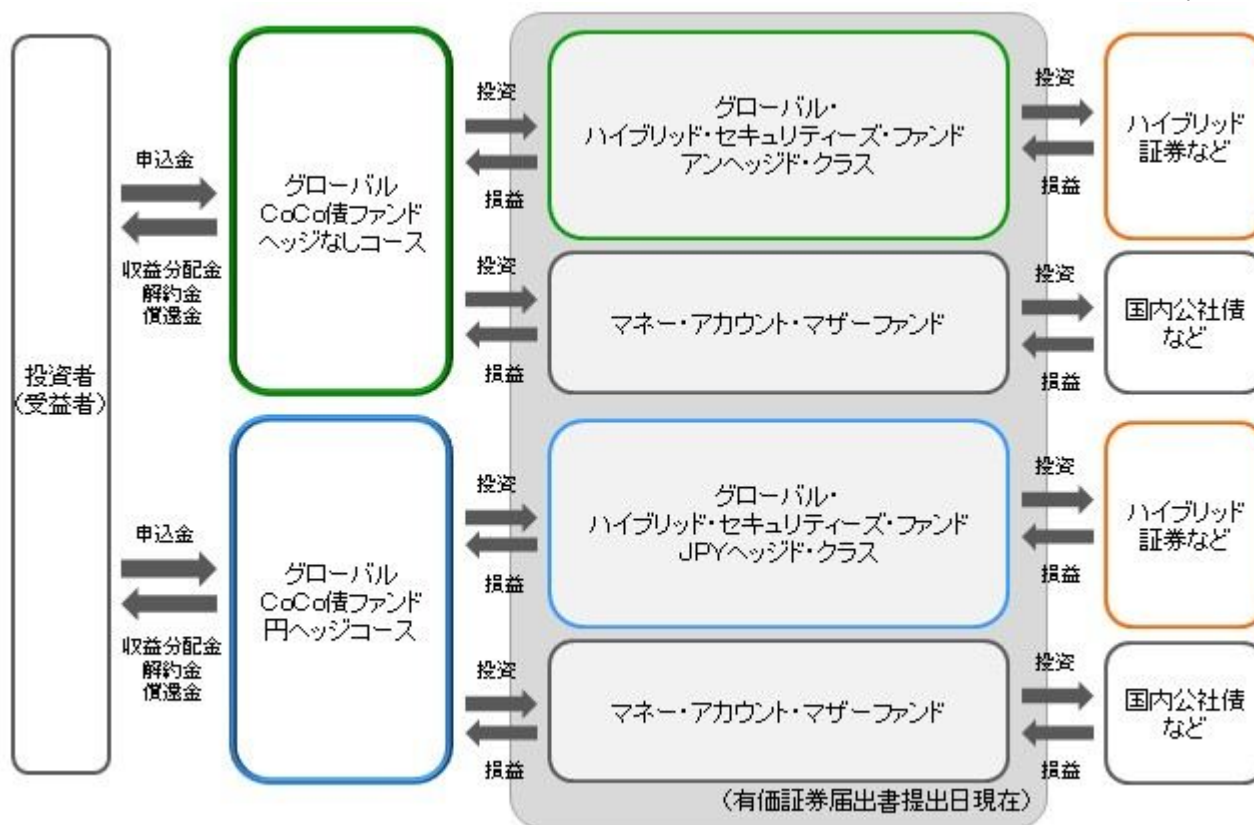 投資者
(受益者)
申込金
収益分配金
解約金
償還金
グローバル
CoCo債ファンド
ヘッジなしコース
投資
損益
グローバル・
ハイブリッド・セキュリティーズ・ファンド
アンヘッジド・クラス
投資
損益
ハイブリッド
証券など
投資
損益
マネー・アカウント・マザーファンド
投資
損益
国内公社債
など
申込金
収益分配金
解約金
償還金
グローバル
CoCo債ファンド
円ヘッジコース
投資
損益
グローバル・
ハイブリッド・セキュリティーズ・ファンド
JPYヘッジド・クラス
投資
損益
ハイブリッド
証券など
投資
損益
マネー・アカウント・マザーファンド
投資
損益
国内公社債
など
(有価証券届出書提出日現在)